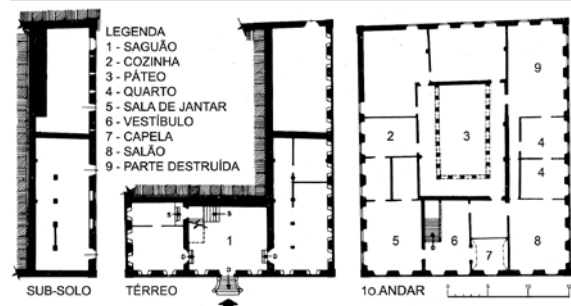 LEGENDA
1 - SAGUÃO
2 - COZINHA
3 - PÁTEO
4 - QUARTO
5 - SALA DE JANTAR
6 - VESTÍBULO
7 - CAPELA
8 - SALÃO
9 - PARTE DESTRUÍDA
1
2
3
9
4
4
5
6
7
8
SUB-SOLO
TÉRREO
1o. ANDAR